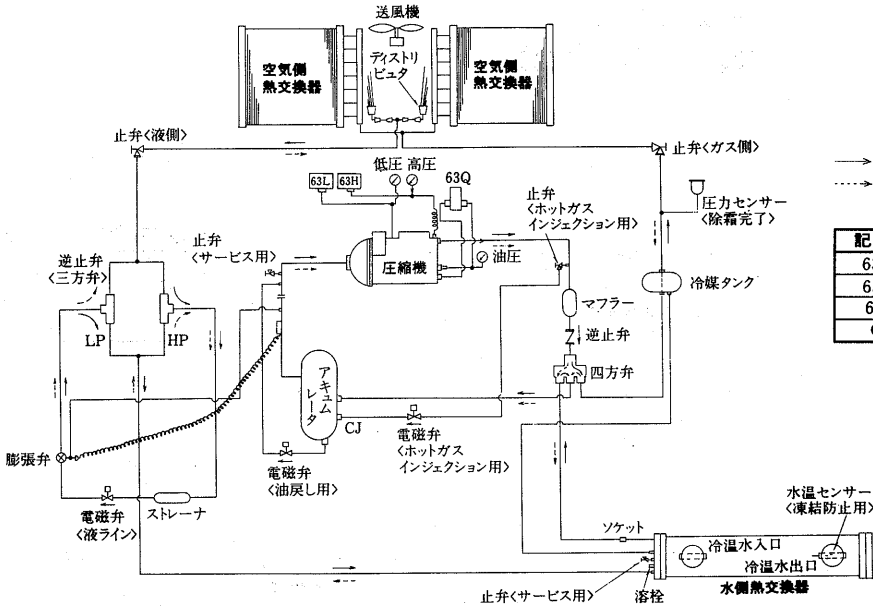 送風機
空気側
熱交換器
ディストリ
ビュタ
空気側
熱交換器
止弁<液側>
止弁<ガス側>
低圧
高圧
63L
63H
63Q
止弁
<ホットガス
インジェクション用>
圧力センサー
<除霜完了>
止弁
<サービス用>
逆止弁
<三方弁>
圧縮機
油圧
冷媒タンク
記
マフラー
LP
HP
逆止弁
四方弁
アキュム
レータ
CJ
膨張弁
電磁弁
<ホットガス
インジェクション用>
電磁弁
<油戻し用>
ストレーナ
電磁弁
<液ライン>
水温センサー
<凍結防止用>
ソケット
冷温水入口
冷温水出口
止弁<サービス用>
溶栓
水側熱交換器